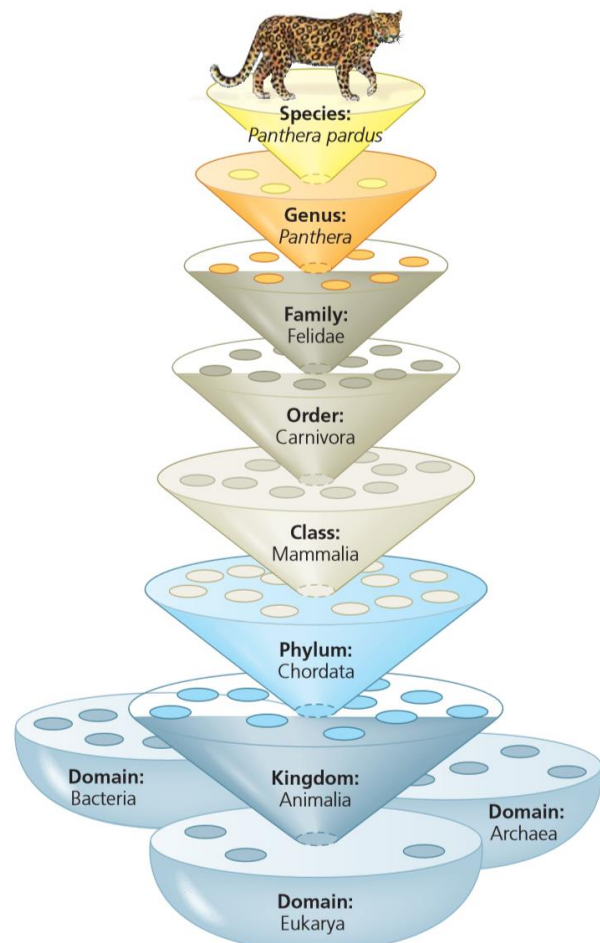 Species:
Panthera pardus
Genus:
Panthera
Family:
Felidae
Order:
Carnivora
Class:
Mammalia
Phylum:
Chordata
Domain:
Bacteria
Kingdom:
Animalia
Domain:
Archaea
Domain:
Eukarya